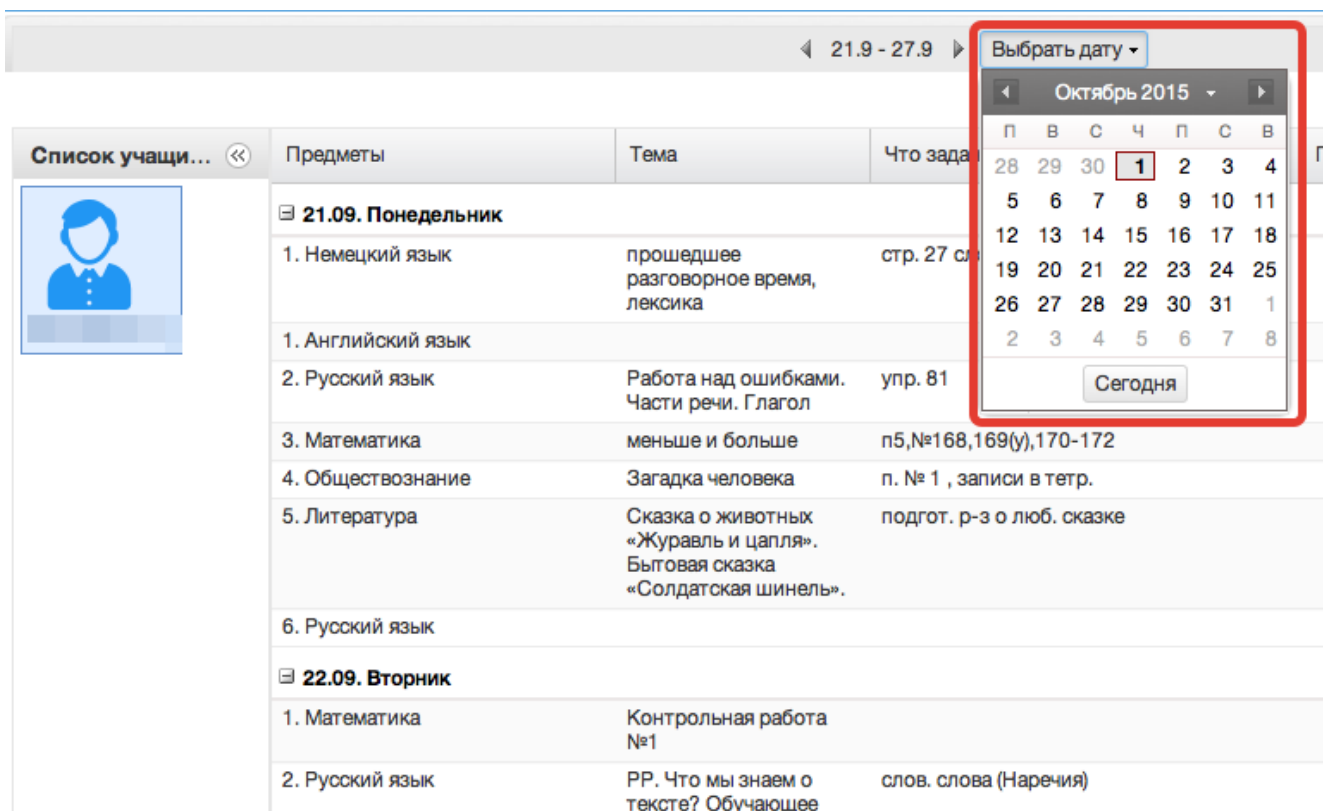 21.9 - 27.9 Выбрать дату
Октябрь 2015
П В С Ч П С В
28 29 30 1 2 3 4
5 6 7 8 9 10 11
12 13 14 15 16 17 18
19 20 21 22 23 24 25
26 27 28 29 30 31 1
2 3 4 5 6 7 8
Сегодня
Список учащи... Предметы Тема Что
21.09. Понедельник
1. Немецкий язык прошедшее стр. 27
разговорное время,
лексика
1. Английский язык
2. Русский язык Работа над ошибками. упр. 81
Части речи. Глагол
3. Математика меньше и больше п5,№168,169(у),170-172
4. Обществознание Загадка человека п. № 1 , записи в тетр.
5. Литература Сказка о животных подгот. р-з о люб. сказке
«Журавль и цапля».
Бытовая сказка
«Солдатская шинель».
6. Русский язык
22.09. Вторник
1. Математика Контрольная работа
№1
2. Русский язык РР. Что мы знаем о слов. слова (Наречия)
тексте? Обучающее